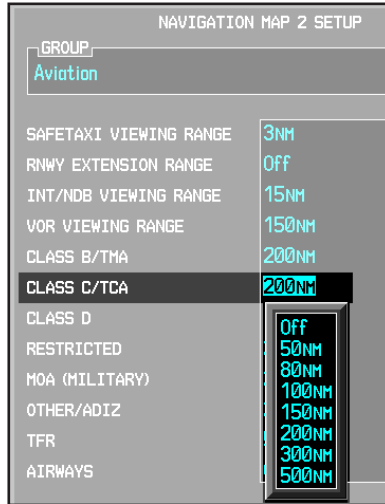 NAVIGATION MAP 2 SETUP
GROUP
Aviation
SAFETAXI VIEWING RANGE 3NM
RNWY EXTENSION RANGE Off
INT/NDB VIEWING RANGE 15NM
VOR VIEWING RANGE 150NM
CLASS B/TMA 200NM
CLASS C/TCA 200NM
CLASS D
RESTRICTED
MOA (MILITARY)
OTHER/ADIZ
TFR
AIRWAYS
Off
50NM
80NM
100NM
150NM
200NM
300NM
500NM